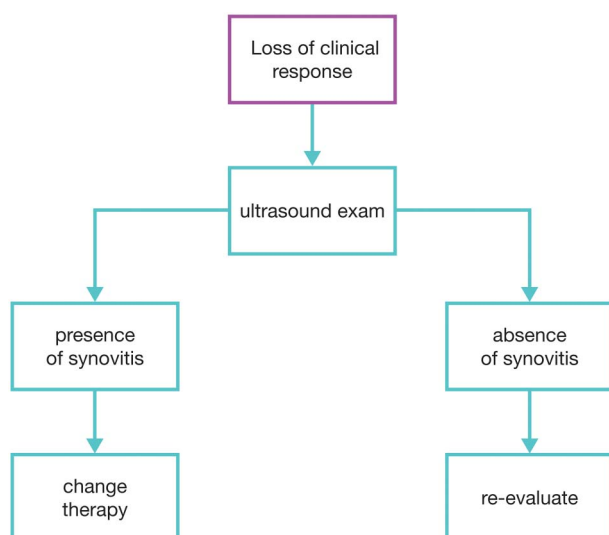 Loss of clinical
response
ultrasound exam
presence
of synovitis
absence
of synovitis
change
therapy
re-evaluate